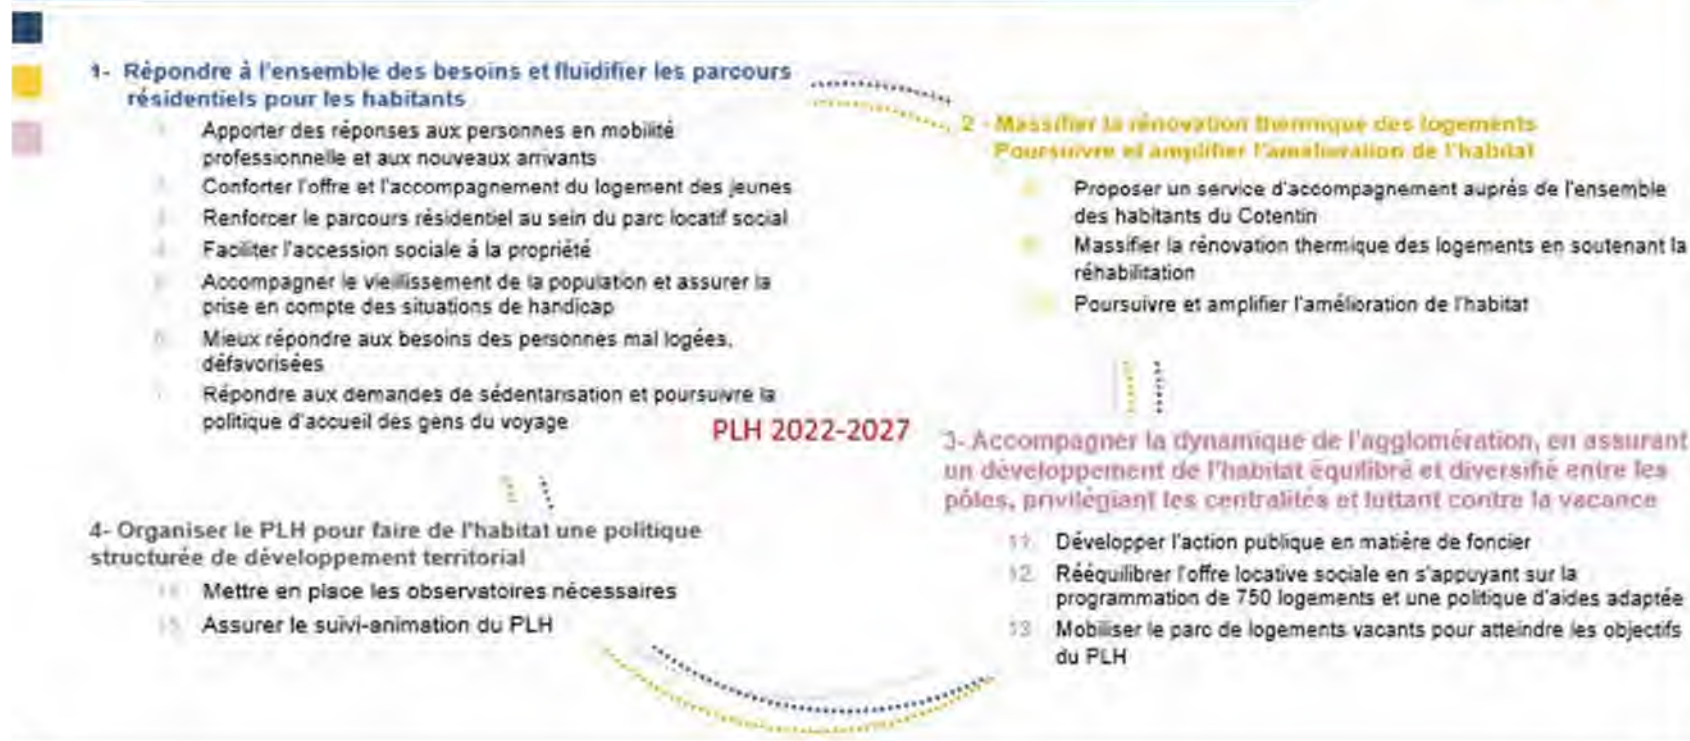 1- Répondre à l'ensemble des besoins et fluidifier les parcours
résidentiels pour les habitants
Apporter des réponses aux personnes en mobilité
professionnelle et aux nouveaux arrivants
Conforter l'offre et l'accompagnement du logement des jeunes
Renforcer le parcours résidentiel au sein du parc locatif social
Faciliter l'accession sociale à la propriété
Accompagner le vieillissement de la population et assurer la
prise en compte des situations de handicap
Mieux répondre aux besoins des personnes mal logées,
défavorisées
Répondre aux demandes de sédentarisation et poursuivre la
politique d'accueil des gens du voyage
2 - Massifier la rénovation thermique des logements
Poursuivre et amplifier l'amélioration de l'habitat
Proposer un service d'accompagnement auprès de l'ensemble
des habitants du Cotentin
Massifier la rénovation thermique des logements en soutenant la
réhabilitation
Poursuivre et amplifier l'amélioration de l'habitat
PLH 2022-2027
3- Accompagner la dynamique de l'agglomération, en assurant
un développement de l'habitat équilibré et diversifié entre les
pôles, privilégiant les centralités et luttant contre la vacance
11. Développer l'action publique en matière de foncier
12. Rééquilibrer l'offre locative sociale en s'appuyant sur la
programmation de 750 logements et une politique d'aides adaptée
13. Mobiliser le parc de logements vacants pour atteindre les objectifs
du PLH
4- Organiser le PLH pour faire de l'habitat une politique
structurée de développement territorial
14. Mettre en place les observatoires nécessaires
15. Assurer le suivi-animation du PLH